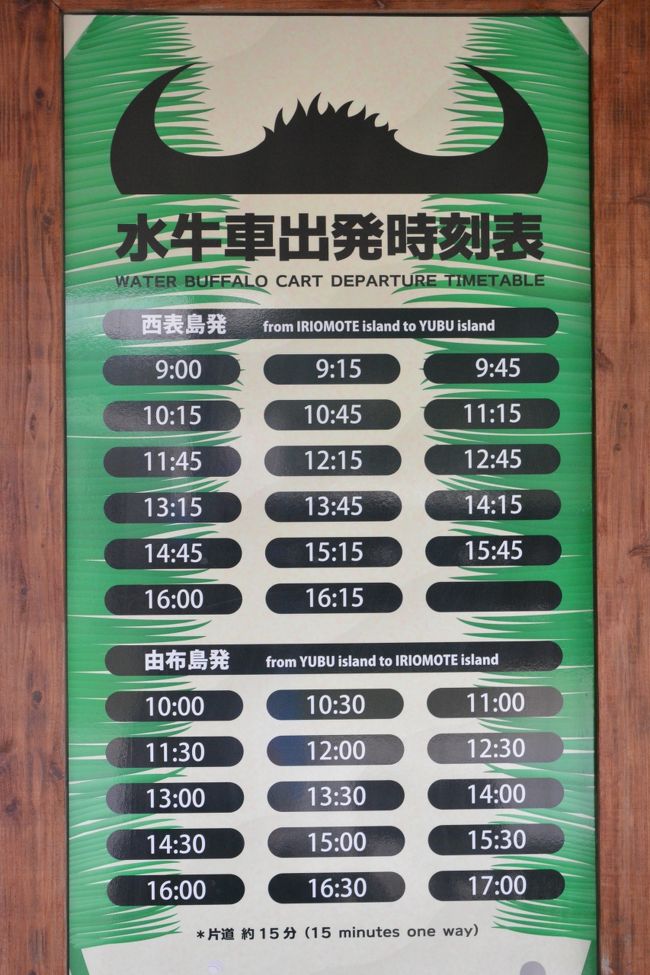 水牛車出発時刻表
WATER BUFFALO CART DEPARTURE TIMETABLE
西表島発 from IRIOMOTE island to YUBU island
9:00 9:15 9:45
10:15 10:45 11:15
11:45 12:15 12:45
13:15 13:45 14:15
14:45 15:15 15:45
16:00 16:15
由布島発 from YUBU island to IRIOMOTE island
10:00 10:30 11:00
11:30 12:00 12:30
13:00 13:30 14:00
14:30 15:00 15:30
16:00 16:30 17:00
*片道 約15分 (15 minutes one way)